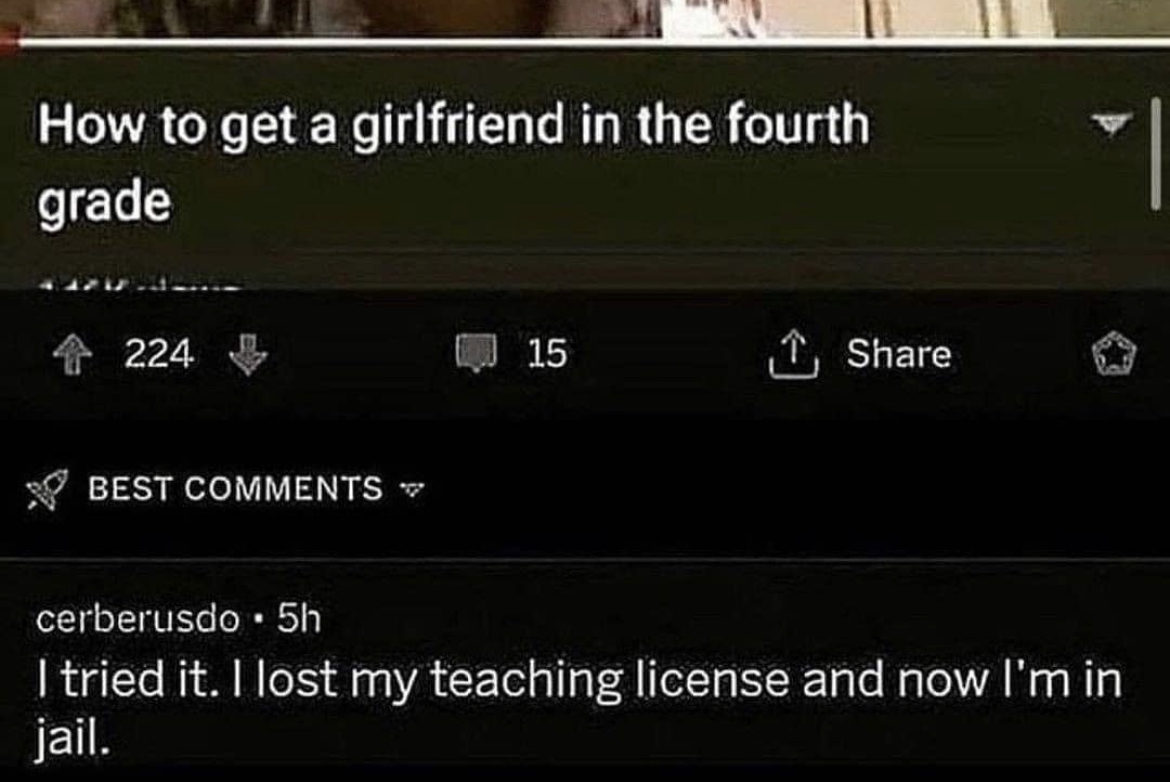 How to get a girlfriend in the fourth
grade
224
15
Share
BEST COMMENTS
cerberusdo • 5h
I tried it. I lost my teaching license and now I'm in
jail.